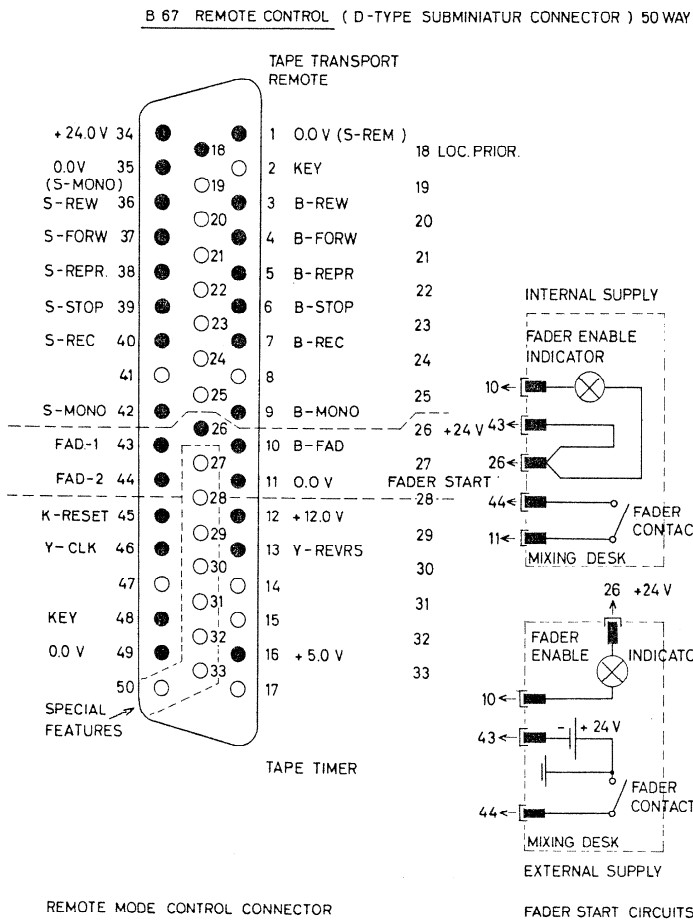 B 67 REMOTE CONTROL ( D-TYPE SUBMINIATUR CONNECTOR ) 50 WAY
TAPE TRANSPORT
REMOTE
+24.0 V 34
1 0.0 V (S-REM )
18
18 LOC. PRIOR.
0.0V 35
(S-MONO)
2 KEY
19
19
S-REW 36
3 B-REW
20
20
S-FORW 37
4 B-FORW
21
21
S-REPR. 38
5 B-REPR
22
22
S-STOP 39
6 B-STOP
23
23
S-REC 40
7 B-REC
24
24
41
8
25
25
S-MONO 42
9 B-MONO
26
26 +24 V
FAD.-1 43
10 B-FAD
27
27
FAD-2 44
11 0.0 V
FADER START
28
28
K-RESET 45
12 +12.0 V
29
29
Y-CLK 46
13 Y-REVRS
30
30
47
14
31
31
KEY 48
15
32
32
0.0 V 49
16 +5.0 V
33
33
50
17
SPECIAL
FEATURES
TAPE TIMER
INTERNAL SUPPLY
FADER ENABLE
INDICATOR
10
43
26
44
11
FADER
CONTAC
MIXING DESK
26 +24 V
FADER
ENABLE
INDICATO
10
43
- + 24 V
FADER
CONTACT
44
MIXING DESK
EXTERNAL SUPPLY
REMOTE MODE CONTROL CONNECTOR
FADER START CIRCUITS